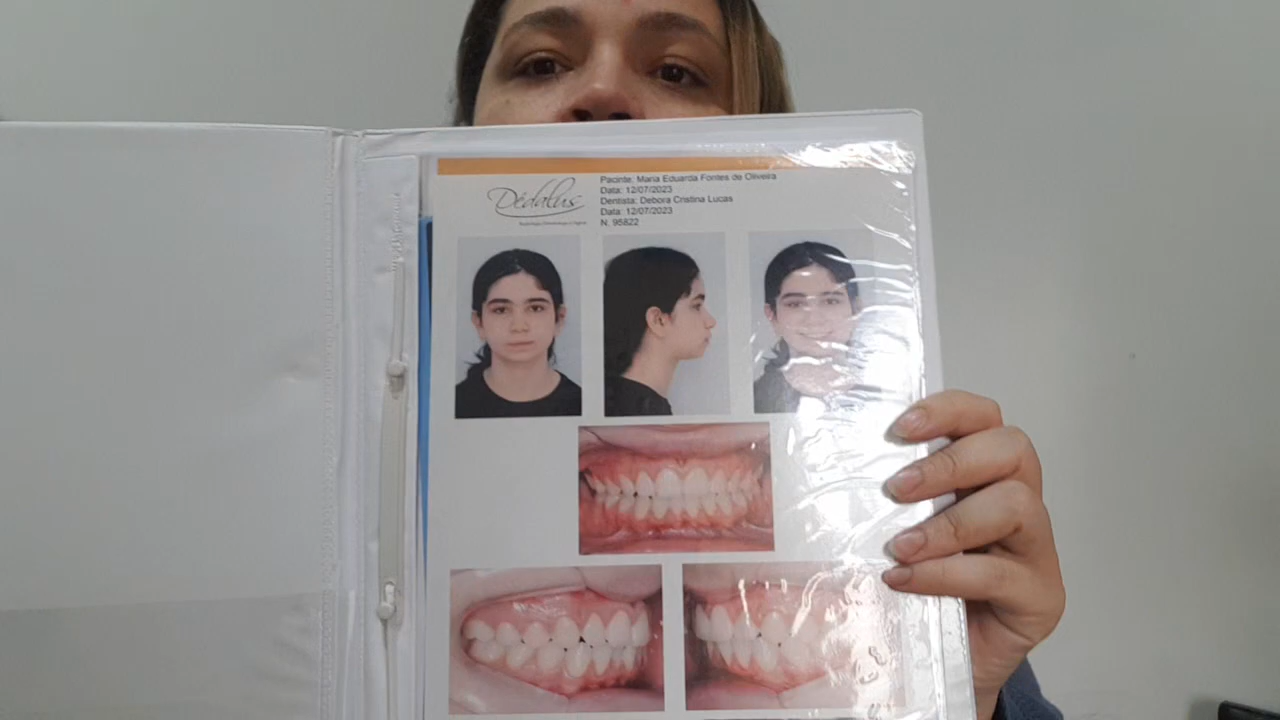 Dédalus
Pacinte: Maria Eduarda Fontes de Oliveira
Data: 12/07/2023
Dentista: Debora Cristina Lucas
Data: 12/07/2023
N. 95822